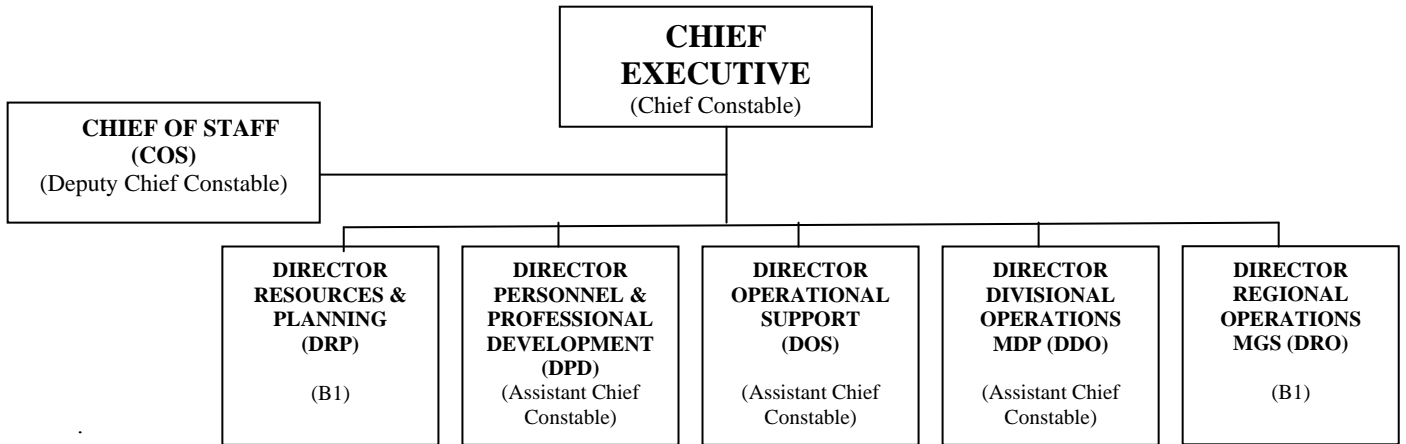 CHIEF
EXECUTIVE
(Chief Constable)
CHIEF OF STAFF
(COS)
(Deputy Chief Constable)
DIRECTOR
RESOURCES &
PLANNING
(DRP)
(B1)
DIRECTOR
PERSONNEL &
PROFESSIONAL
DEVELOPMENT
(DPD)
(Assistant Chief
Constable)
DIRECTOR
OPERATIONAL
SUPPORT
(DOS)
(Assistant Chief
Constable)
DIRECTOR
DIVISIONAL
OPERATIONS
MDP (DDO)
(Assistant Chief
Constable)
DIRECTOR
REGIONAL
OPERATIONS
MGS (DRO)
(B1)
.